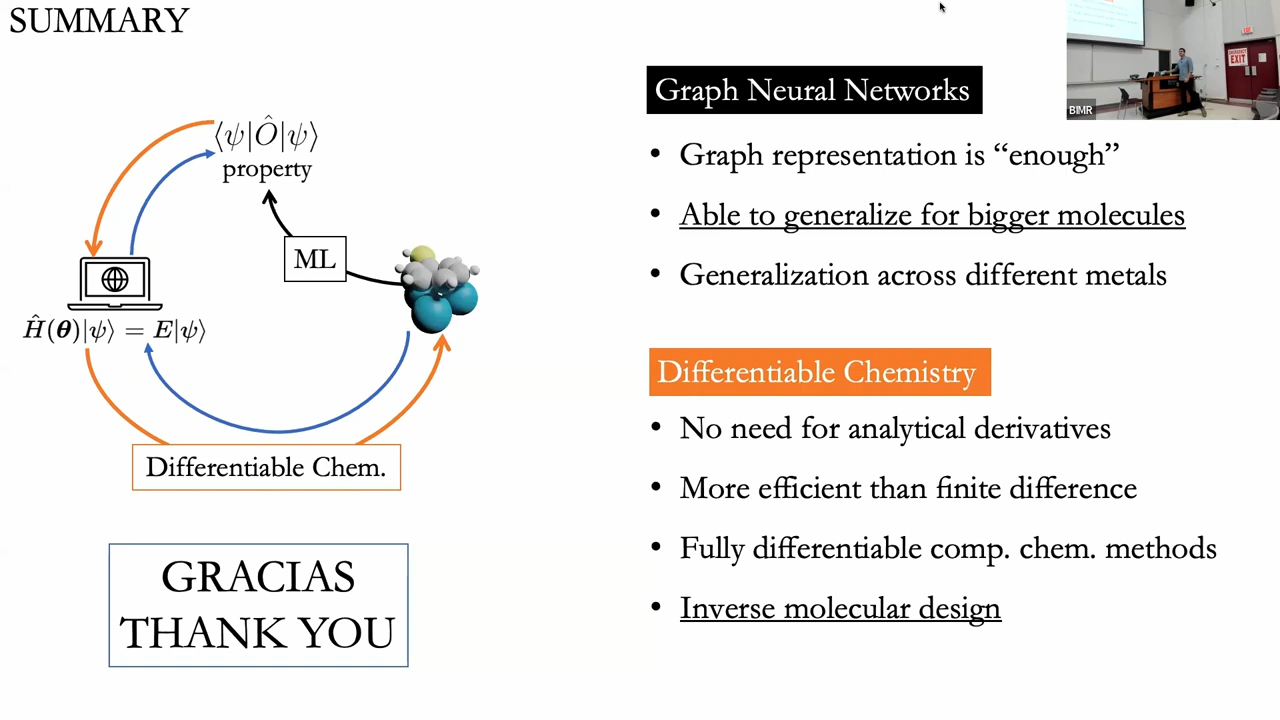 SUMMARY
⟨ψ|Ô|ψ⟩
property
ML
Ĥ(θ)|ψ⟩ = E|ψ⟩
Differentiable Chem.
GRACIAS
THANK YOU
Graph Neural Networks
• Graph representation is “enough”
• Able to generalize for bigger molecules
• Generalization across different metals
Differentiable Chemistry
• No need for analytical derivatives
• More efficient than finite difference
• Fully differentiable comp. chem. methods
• Inverse molecular design
BIMR
EXIT